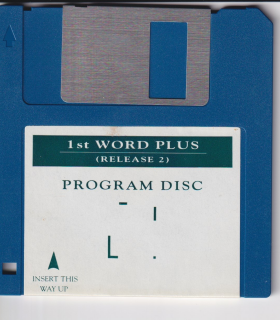 1st WORD PLUS
(RELEASE 2)
PROGRAM DISC
INSERT THIS
WAY UP